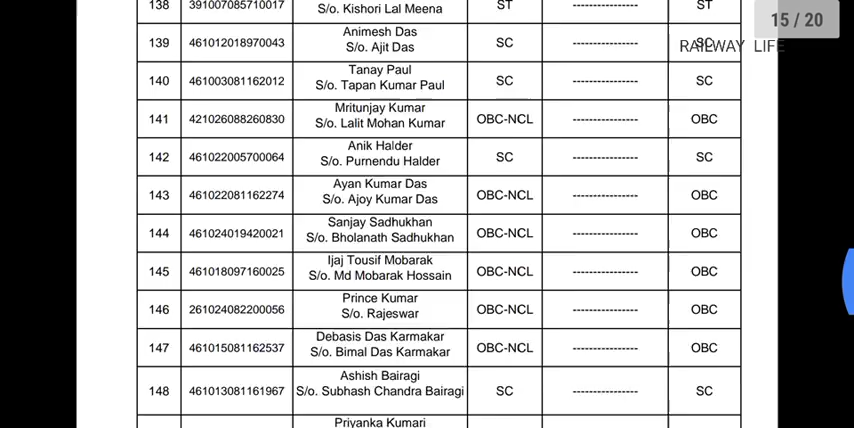 15 / 20
RAILWAY LIFE
138 391007085710017 S/o. Kishori Lal Meena ST ---------------- ST
Animesh Das
139 461012018970043 S/o. Ajit Das SC ---------------- SC
Tanay Paul
140 461003081162012 S/o. Tapan Kumar Paul SC ---------------- SC
Mritunjay Kumar
141 421026088260830 S/o. Lalit Mohan Kumar OBC-NCL ---------------- OBC
Anik Halder
142 461022005700064 S/o. Purnendu Halder SC ---------------- SC
Ayan Kumar Das
143 461022081162274 S/o. Ajoy Kumar Das OBC-NCL ---------------- OBC
Sanjay Sadhukhan
144 461024019420021 S/o. Bholanath Sadhukhan OBC-NCL ---------------- OBC
Ijaj Tousif Mobarak
145 461018097160025 S/o. Md Mobarak Hossain OBC-NCL ---------------- OBC
Prince Kumar
146 261024082200056 S/o. Rajeswar OBC-NCL ---------------- OBC
Debasis Das Karmakar
147 461015081162537 S/o. Bimal Das Karmakar OBC-NCL ---------------- OBC
Ashish Bairagi
148 461013081161967 S/o. Subhash Chandra Bairagi SC ---------------- SC
Priyanka Kumari